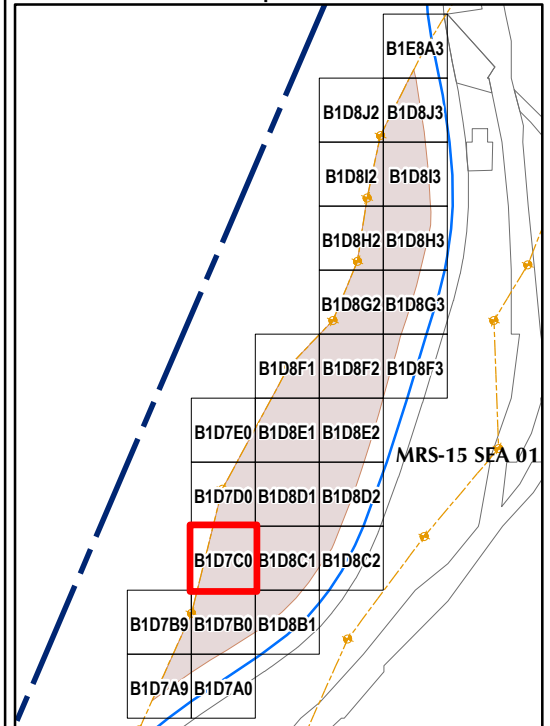 B1E8A3
B1D8J2 B1D8J3
B1D8I2 B1D8I3
B1D8H2 B1D8H3
B1D8G2 B1D8G3
B1D8F1 B1D8F2 B1D8F3
B1D7E0 B1D8E1 B1D8E2
MRS-15 SEA 01
B1D7D0 B1D8D1 B1D8D2
B1D7C0 B1D8C1 B1D8C2
B1D7B9 B1D7B0 B1D8B1
B1D7A9 B1D7A0